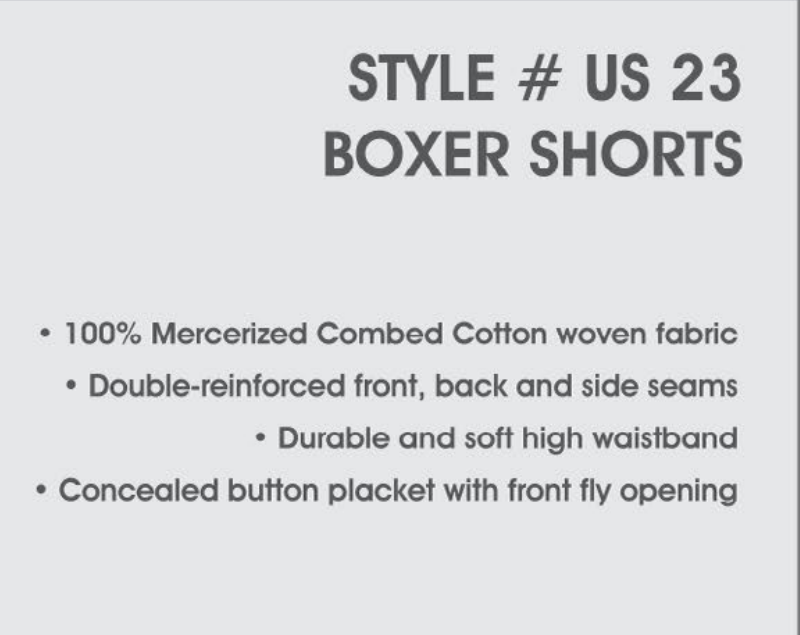 STYLE # US 23
BOXER SHORTS
• 100% Mercerized Combed Cotton woven fabric
• Double-reinforced front, back and side seams
• Durable and soft high waistband
• Concealed button placket with front fly opening